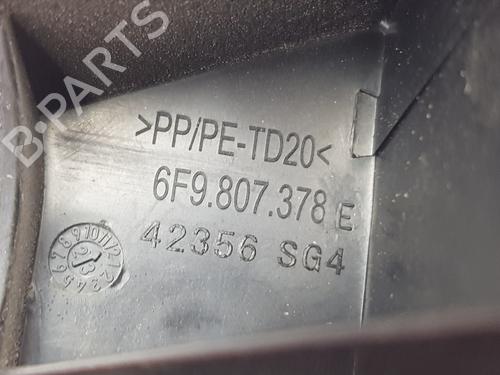 B-PARTS
>PP/PE-TD20<
6F9.807.378 E
42356 SG4